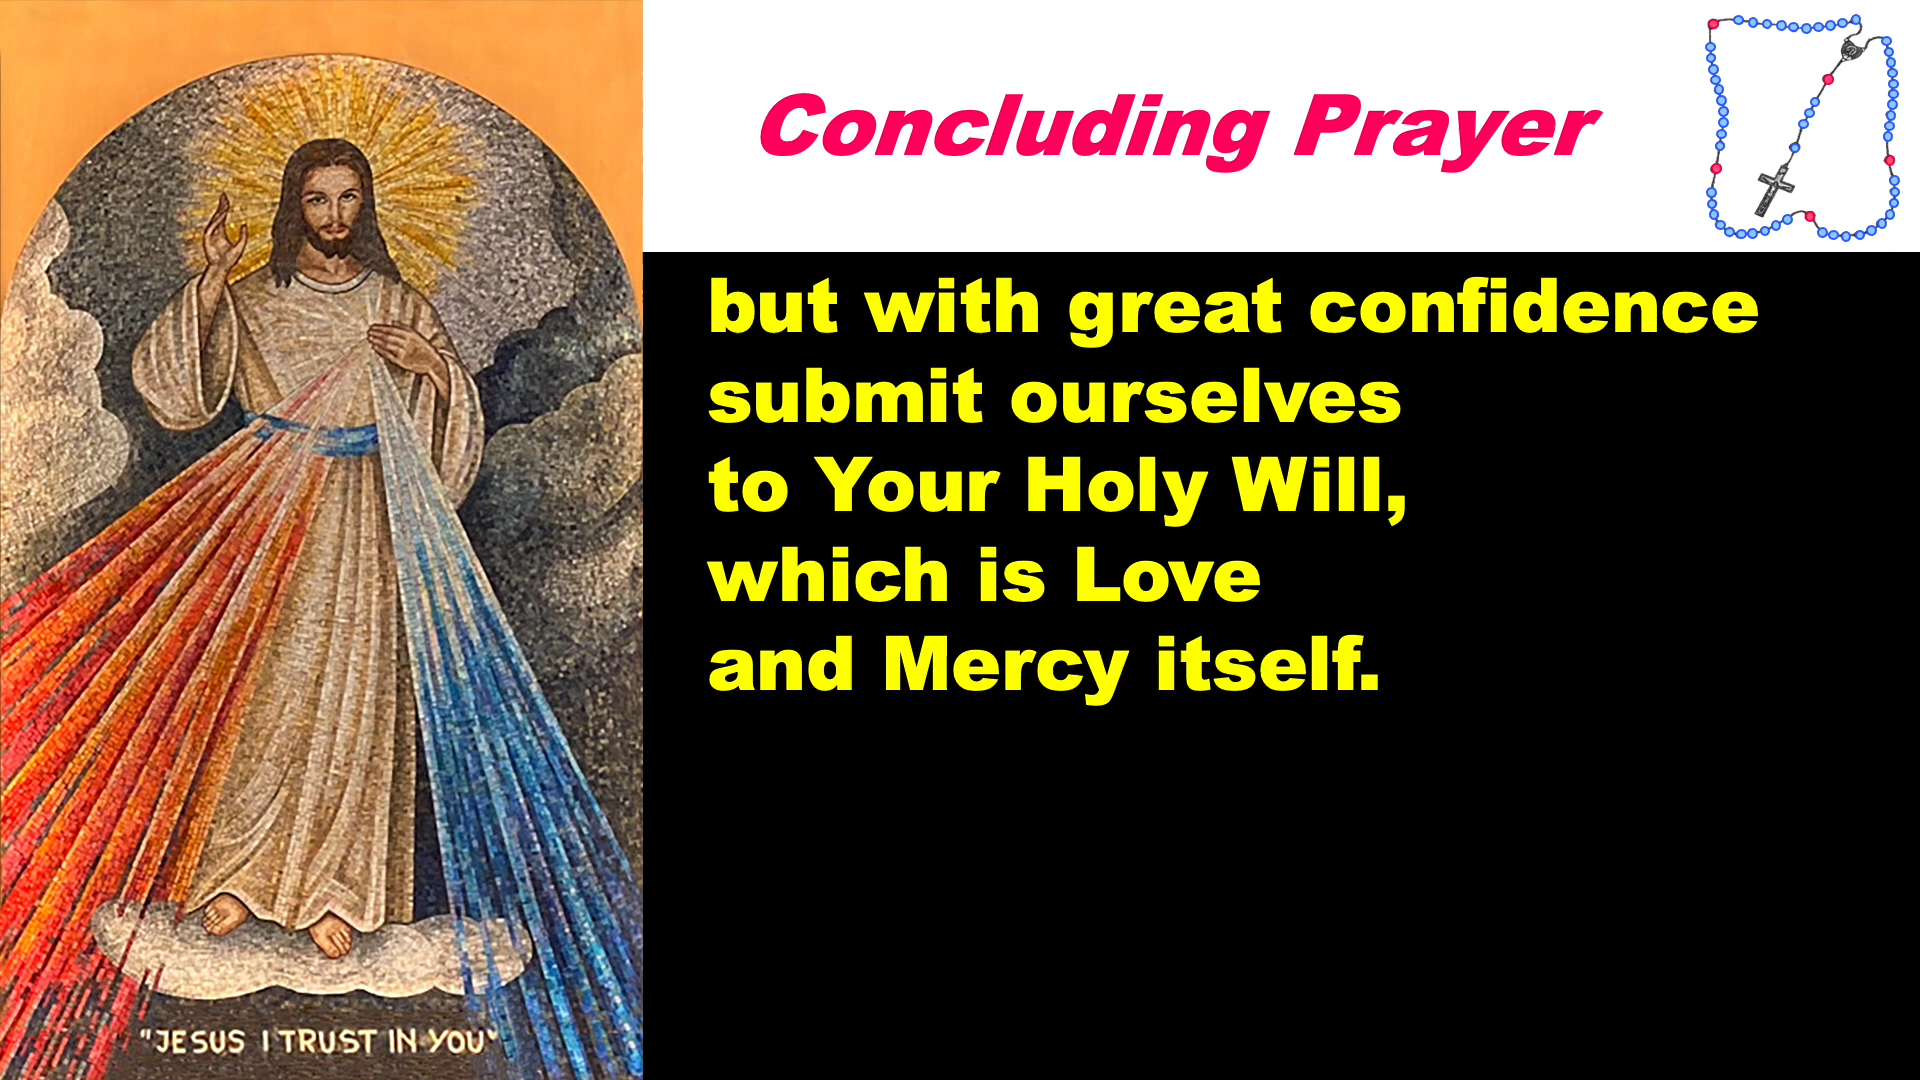 Concluding Prayer
but with great confidence
submit ourselves
to Your Holy Will,
which is Love
and Mercy itself.
"JESUS I TRUST IN YOU"